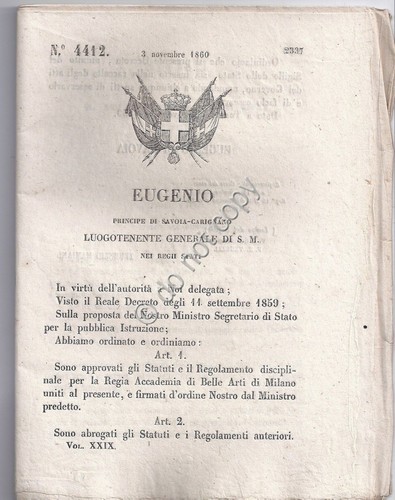 N.º 4412.
3 novembre 1860
2337
EUGENIO
PRINCIPE DI SAVOIA-CARIGNANO
LUOGOTENENTE GENERALE DI S. M.
NEI REGII STATI
In virtù dell'autorità a Noi delegata;
Visto il Reale Decreto degli 11 settembre 1859;
Sulla proposta del Nostro Ministro Segretario di Stato
per la pubblica Istruzione;
Abbiamo ordinato e ordiniamo:
Art. 1.
Sono approvati gli Statuti e il Regolamento discipli-
nale per la Regia Accademia di Belle Arti di Milano
uniti al presente, e firmati d'ordine Nostro dal Ministro
predetto.
Art. 2.
Sono abrogati gli Statuti e i Regolamenti anteriori.
Vol. XXIX.
© do not copy